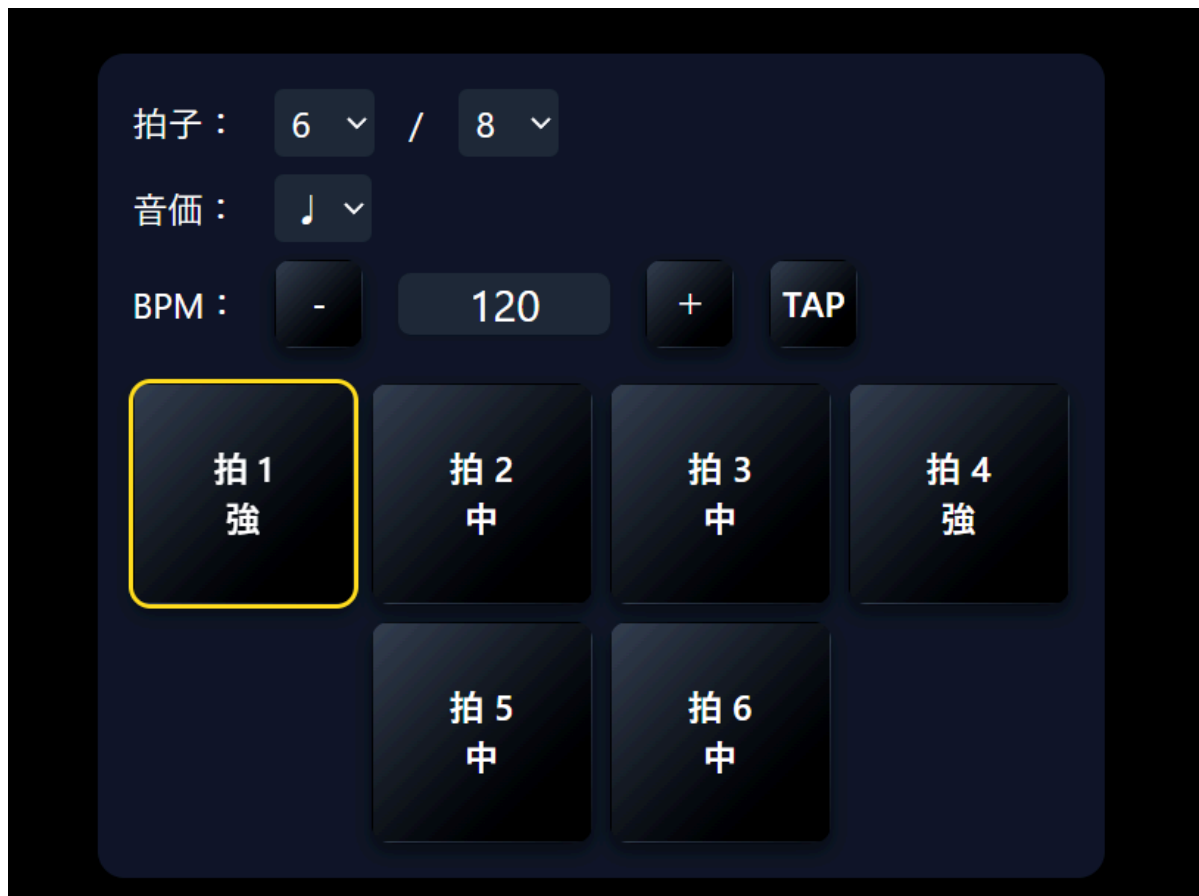 拍子： 6 / 8
音価： ♩
BPM： - 120 + TAP
拍 1 拍 2 拍 3 拍 4
強 中 中 強
拍 5 拍 6
中 中